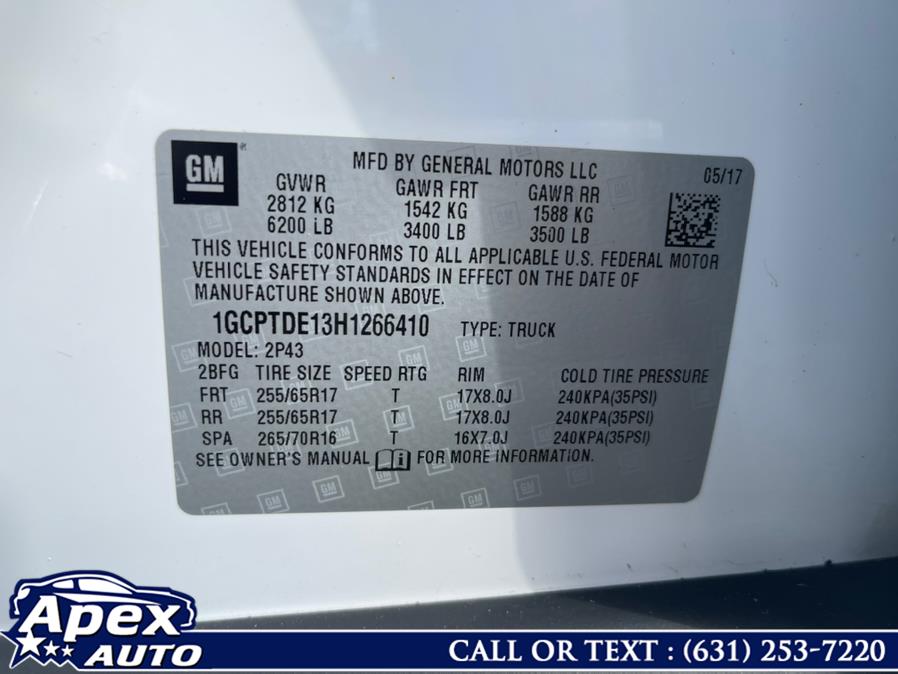 GM
MFD BY GENERAL MOTORS LLC 05/17
GVWR GAWR FRT GAWR RR
2812 KG 1542 KG 1588 KG
6200 LB 3400 LB 3500 LB
THIS VEHICLE CONFORMS TO ALL APPLICABLE U.S. FEDERAL MOTOR
VEHICLE SAFETY STANDARDS IN EFFECT ON THE DATE OF
MANUFACTURE SHOWN ABOVE.
1GCPTDE13H1266410 TYPE: TRUCK
MODEL: 2P43
2BFG TIRE SIZE SPEED RTG RIM COLD TIRE PRESSURE
FRT 255/65R17 T 17X8.0J 240KPA(35PSI)
RR 255/65R17 T 17X8.0J 240KPA(35PSI)
SPA 265/70R16 T 16X7.0J 240KPA(35PSI)
SEE OWNER'S MANUAL FOR MORE INFORMATION.
APEX
AUTO
CALL OR TEXT : (631) 253-7220